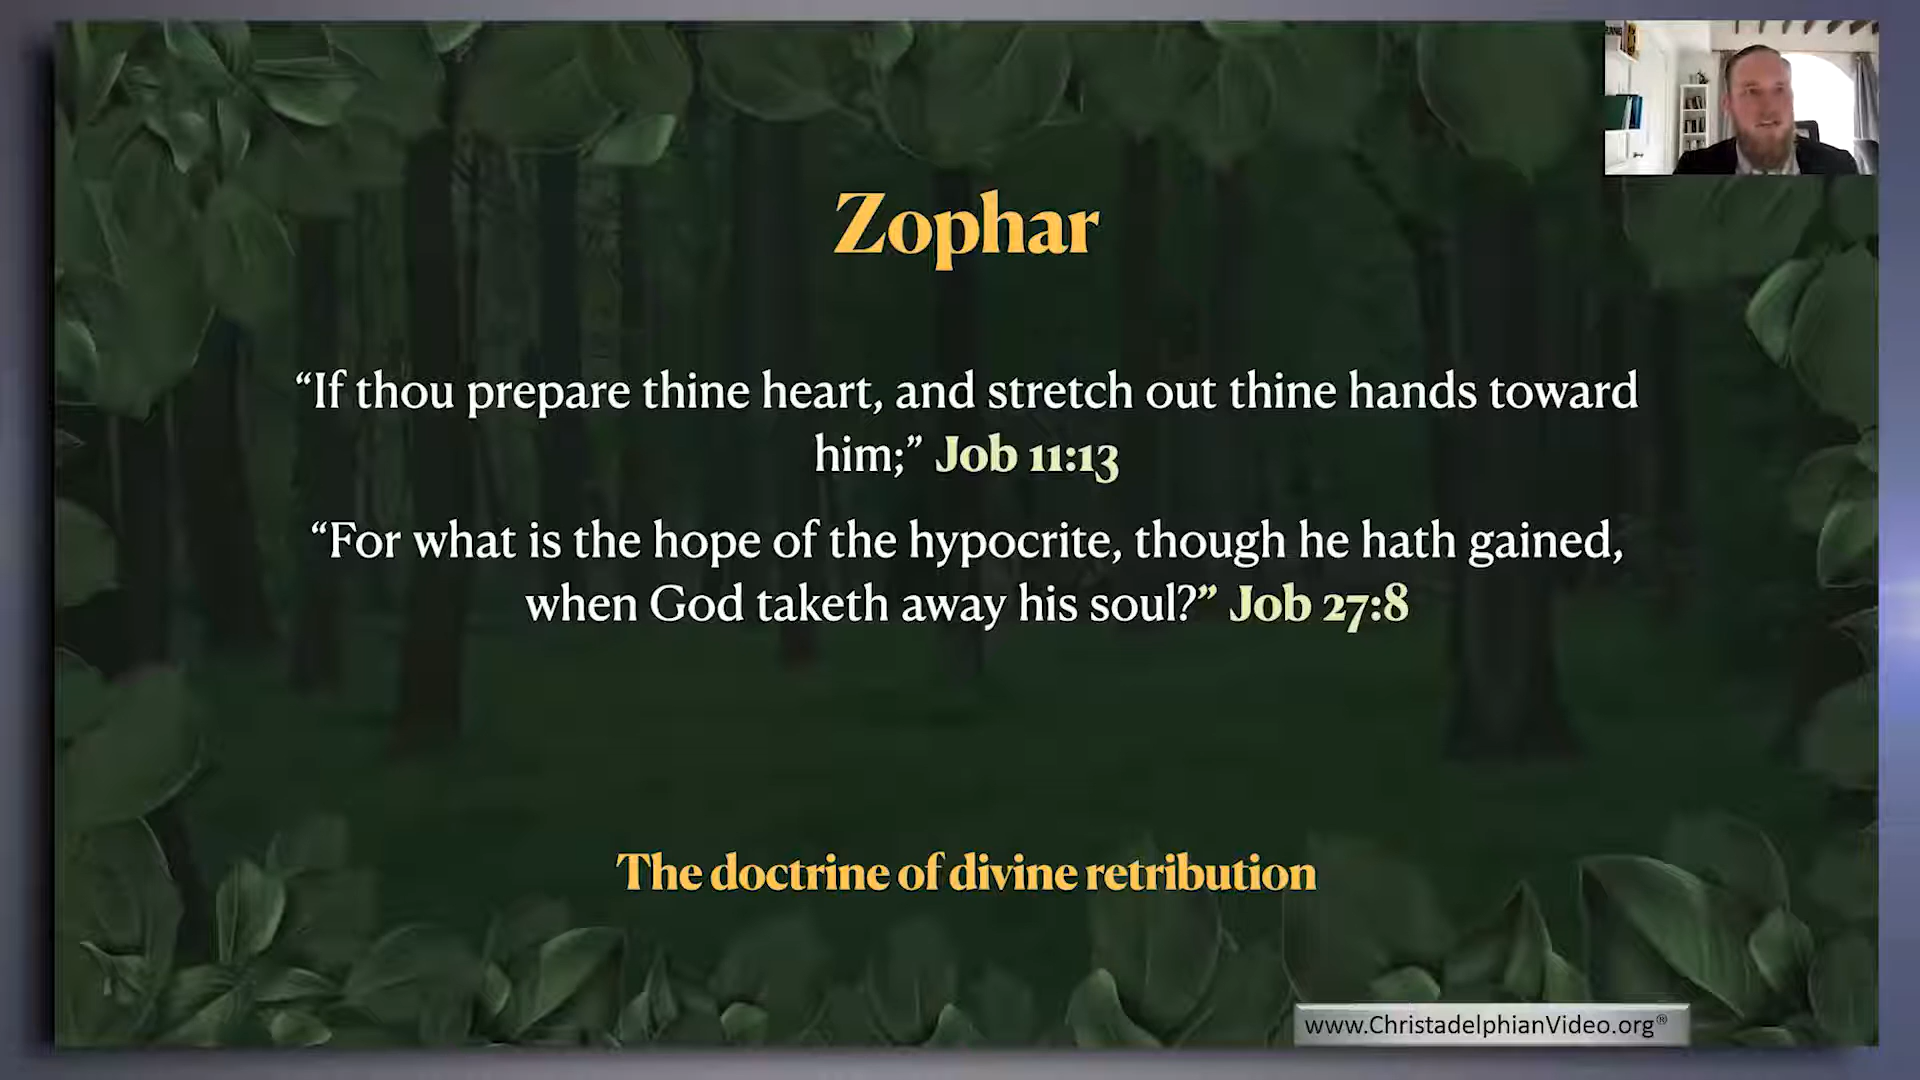 Zophar
“If thou prepare thine heart, and stretch out thine hands toward
him;” Job 11:13
“For what is the hope of the hypocrite, though he hath gained,
when God taketh away his soul?” Job 27:8
The doctrine of divine retribution
www.ChristadelphianVideo.org®